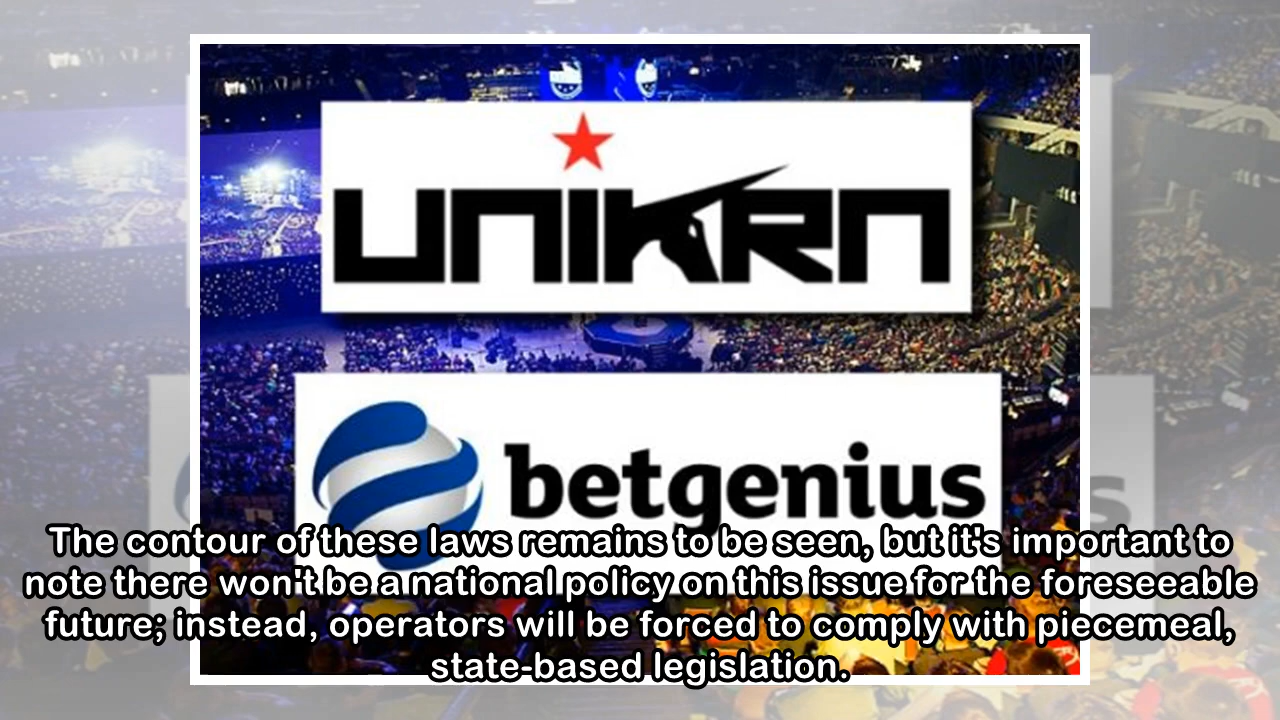 UNIKRN
betgenius
The contour of these laws remains to be seen, but it's important to
note there won't be a national policy on this issue for the foreseeable
future; instead, operators will be forced to comply with piecemeal,
state-based legislation.